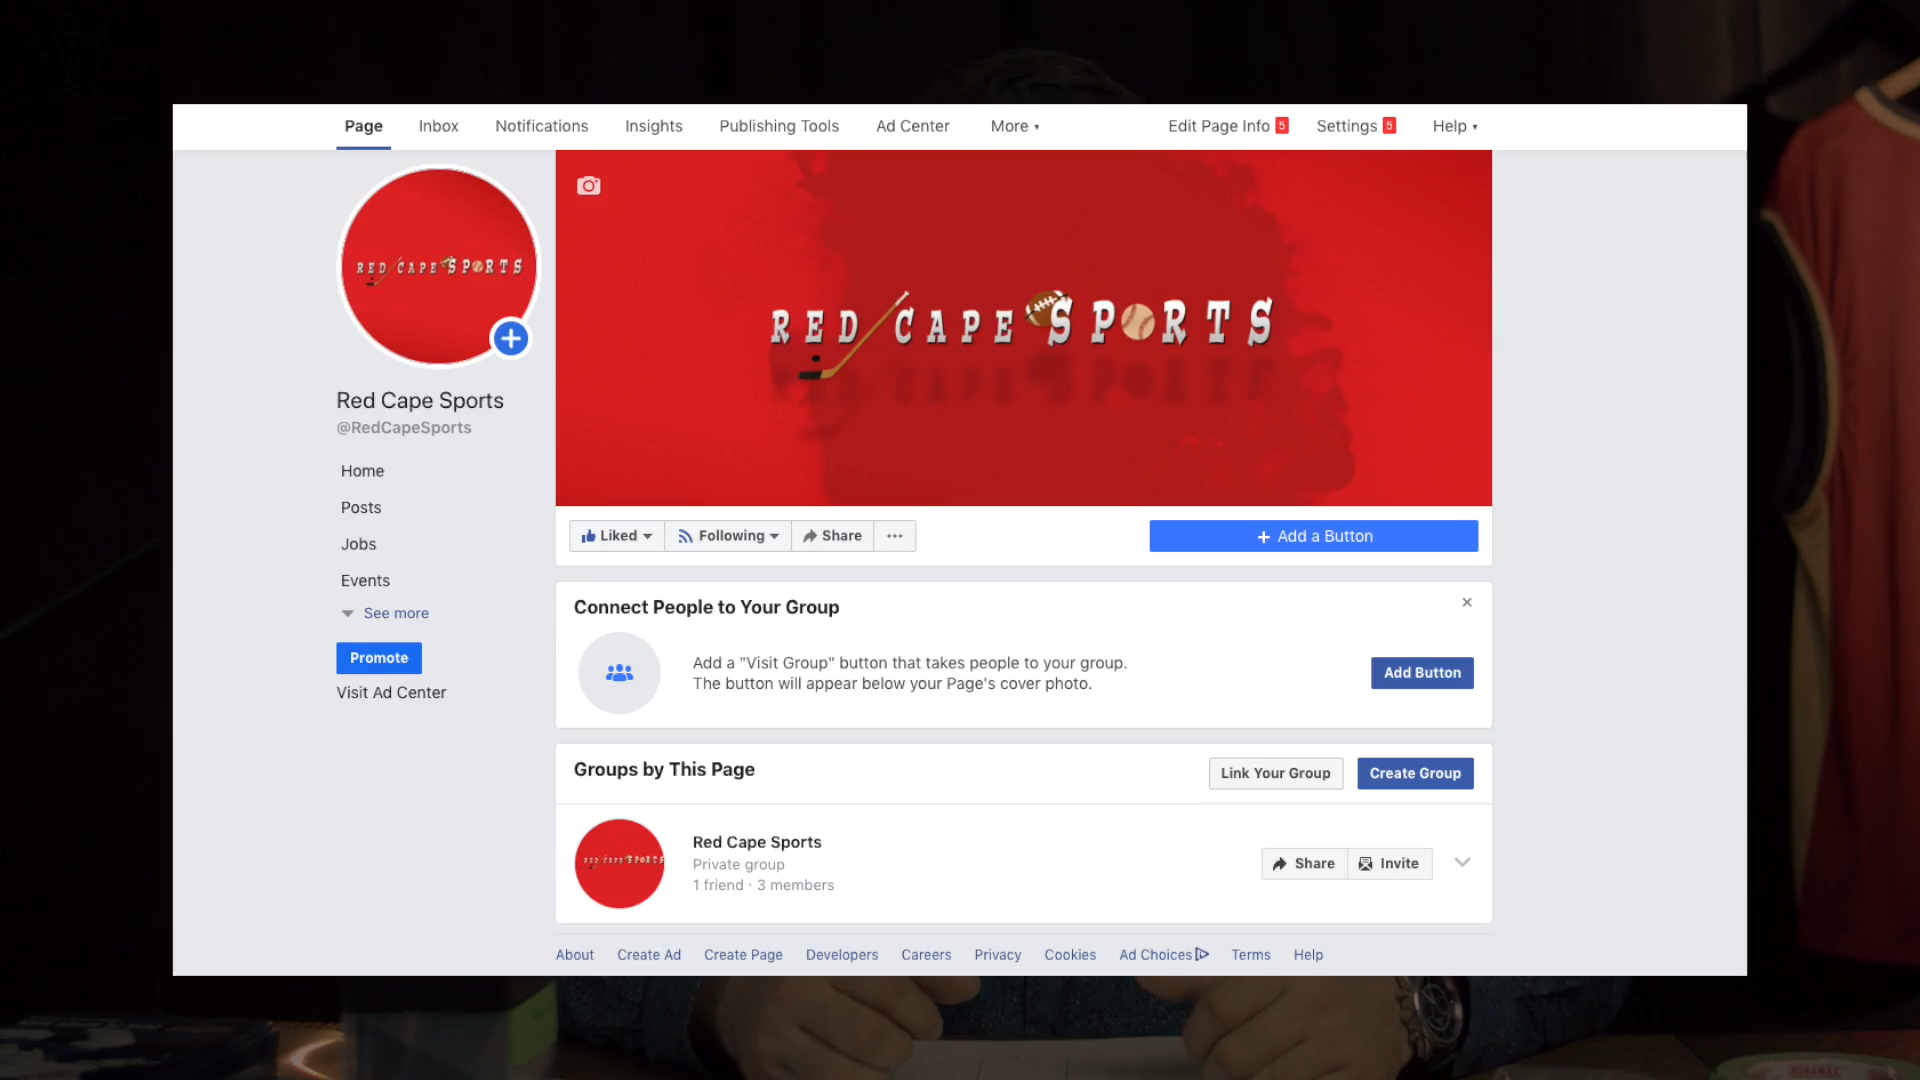 Page Inbox Notifications Insights Publishing Tools Ad Center More Edit Page Info 5 Settings 5 Help
RED CAPE SPORTS
RED CAPE SPORTS
Red Cape Sports
@RedCapeSports
Home
Posts
Jobs
Events
See more
Promote
Visit Ad Center
Liked Following Share ... + Add a Button
Connect People to Your Group
Add a "Visit Group" button that takes people to your group.
The button will appear below your Page's cover photo.
Add Button
Groups by This Page
Link Your Group Create Group
RED CAPE SPORTS
Red Cape Sports
Private group
1 friend · 3 members
Share Invite
About Create Ad Create Page Developers Careers Privacy Cookies Ad Choices Terms Help